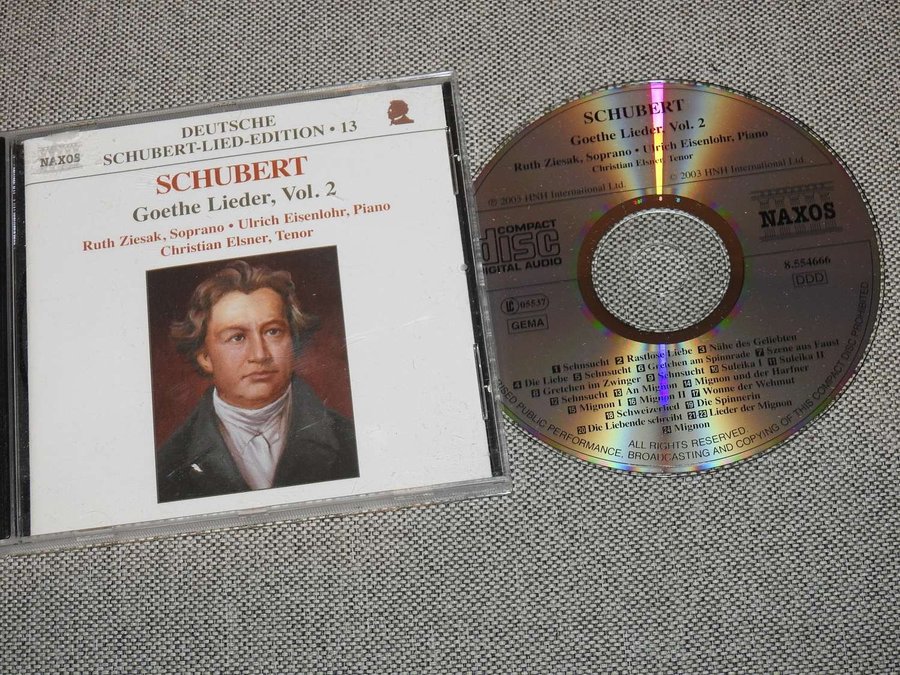 NAXOS
DEUTSCHE
SCHUBERT-LIED-EDITION • 13
SCHUBERT
Goethe Lieder, Vol. 2
Ruth Ziesak, Soprano • Ulrich Eisenlohr, Piano
Christian Elsner, Tenor
SCHUBERT
Goethe Lieder, Vol. 2
Ruth Ziesak, Soprano • Ulrich Eisenlohr, Piano
Christian Elsner, Tenor
℗ 2003 HNH International Ltd. © 2003 HNH International Ltd.
COMPACT
disc
DIGITAL AUDIO
NAXOS
8.554666
DDD
LC 05537
GEMA
1 Sehnsucht 2 Rastlose Liebe 3 Nähe des Geliebten
4 Die Liebe 5 Sehnsucht 6 Gretchen am Spinnrade 7 Szene aus Faust
8 Gretchen im Zwinger 9 Sehnsucht 10 Suleika I 11 Suleika II
12 Sehnsucht 13 An Mignon 14 Mignon und der Harfner
15 Mignon I 16 Mignon II 17 Wonne der Wehmut
18 Schweizerlied 19 Die Spinnerin
20 Die Liebende schreibt 21 - 23 Lieder der Mignon
24 Mignon
ALL RIGHTS RESERVED
PUBLIC PERFORMANCE, BROADCASTING AND COPYING OF THIS COMPACT DISC PROHIBITED